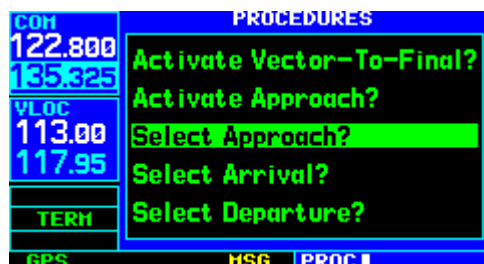 COM
122.800
135.325
VLOC
113.00
117.95
TERM
GPS
PROCEDURES
Activate Vector-To-Final?
Activate Approach?
Select Approach?
Select Arrival?
Select Departure?
MSG
PROC